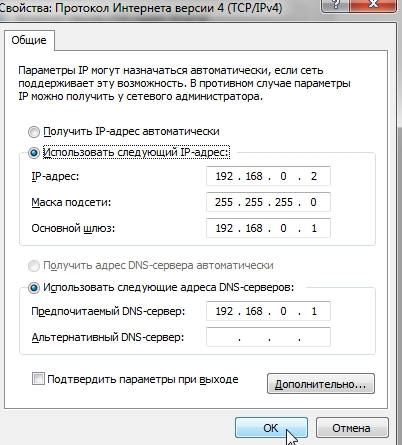 Свойства: Протокол Интернета версии 4 (TCP/IPv4)
Общие
Параметры IP могут назначаться автоматически, если сеть
поддерживает эту возможность. В противном случае параметры
IP можно получить у сетевого администратора.
Получить IP-адрес автоматически
Использовать следующий IP-адрес:
IP-адрес: 192 . 168 . 0 . 2
Маска подсети: 255 . 255 . 255 . 0
Основной шлюз: 192 . 168 . 0 . 1
Получить адрес DNS-сервера автоматически
Использовать следующие адреса DNS-серверов:
Предпочитаемый DNS-сервер: 192 . 168 . 0 . 1
Альтернативный DNS-сервер: . . .
Подтвердить параметры при выходе
Дополнительно...
ОК Отмена